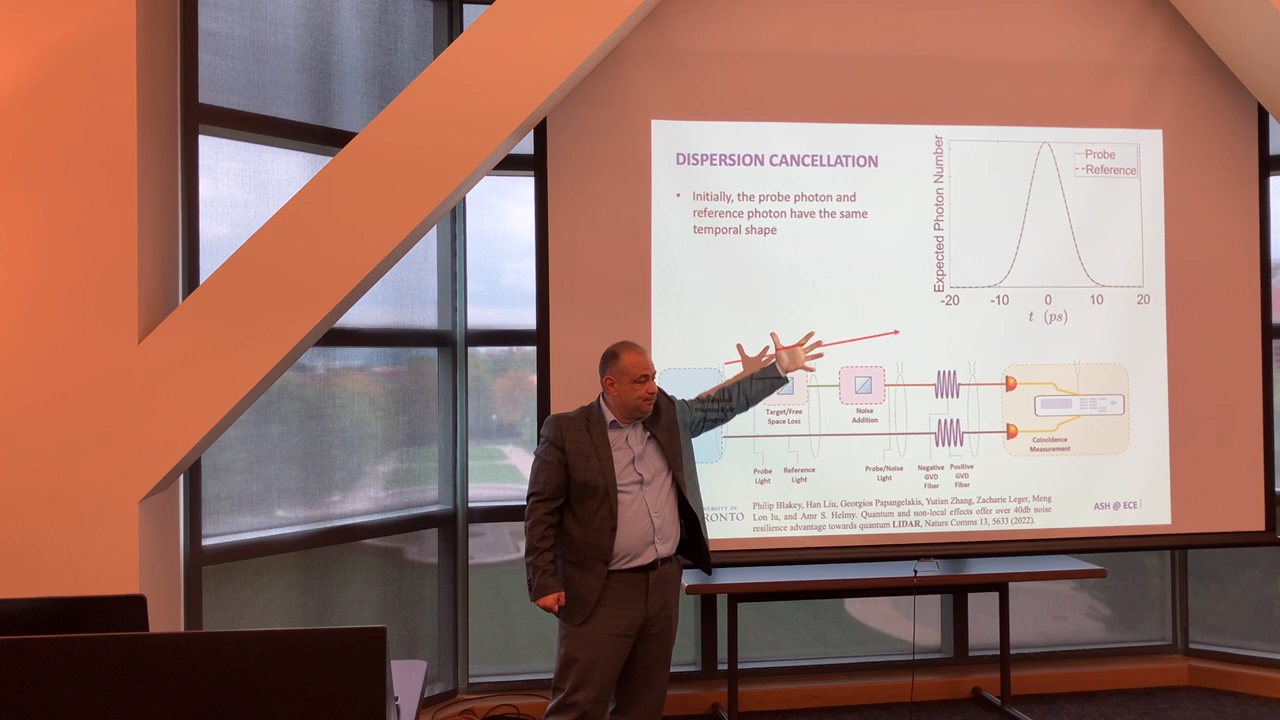 DISPERSION CANCELLATION
• Initially, the probe photon and
reference photon have the same
temporal shape
Expected Photon Number
Probe
Reference
-20 -10 0 10 20
t (ps)
Target/Free
Space Loss
Noise
Addition
Coincidence
Measurement
Probe
Light
Reference
Light
Probe/Noise
Light
Negative
GVD
Fiber
Positive
GVD
Fiber
Philip Blakey, Han Liu, Georgios Papangelakis, Yutian Zhang, Zacharie Leger, Meng
Lon Iu, and Amr S. Helmy. Quantum and non-local effects offer over 40db noise
resilience advantage towards quantum LIDAR, Nature Comms 13, 5633 (2022).
RONTO
ASH @ ECE